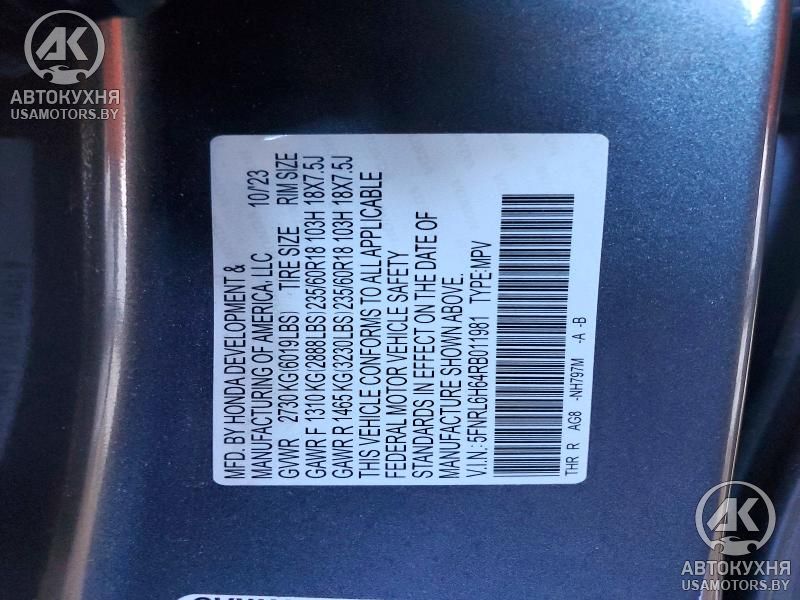 AK
АВТОКУХНЯ
USAMOTORS.BY
MFD. BY HONDA DEVELOPMENT &
MANUFACTURING OF AMERICA, LLC 10/23
GVWR 2730 KG(6019LBS) TIRE SIZE RIM SIZE
GAWR F 1310 KG(2888LBS)235/60R18 103H 18X7.5J
GAWR R 1465 KG(3230LBS)235/60R18 103H 18X7.5J
THIS VEHICLE CONFORMS TO ALL APPLICABLE
FEDERAL MOTOR VEHICLE SAFETY
STANDARDS IN EFFECT ON THE DATE OF
MANUFACTURE SHOWN ABOVE.
V.I.N.: 5FNRL6H64RB011981 TYPE:MPV
THR R AG8 -NH797M -A -B
AK
АВТОКУХНЯ
USAMOTORS.BY